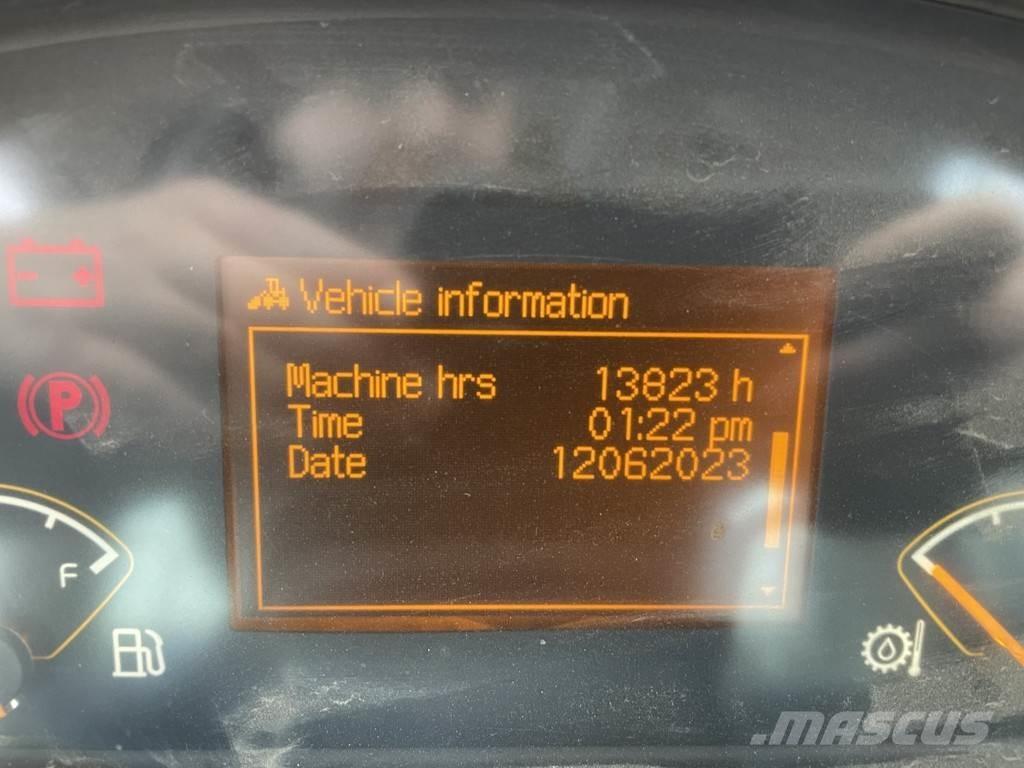 Vehicle information
Machine hrs 13823 h
Time 01:22 pm
Date 12062023
P
F
MASCUS